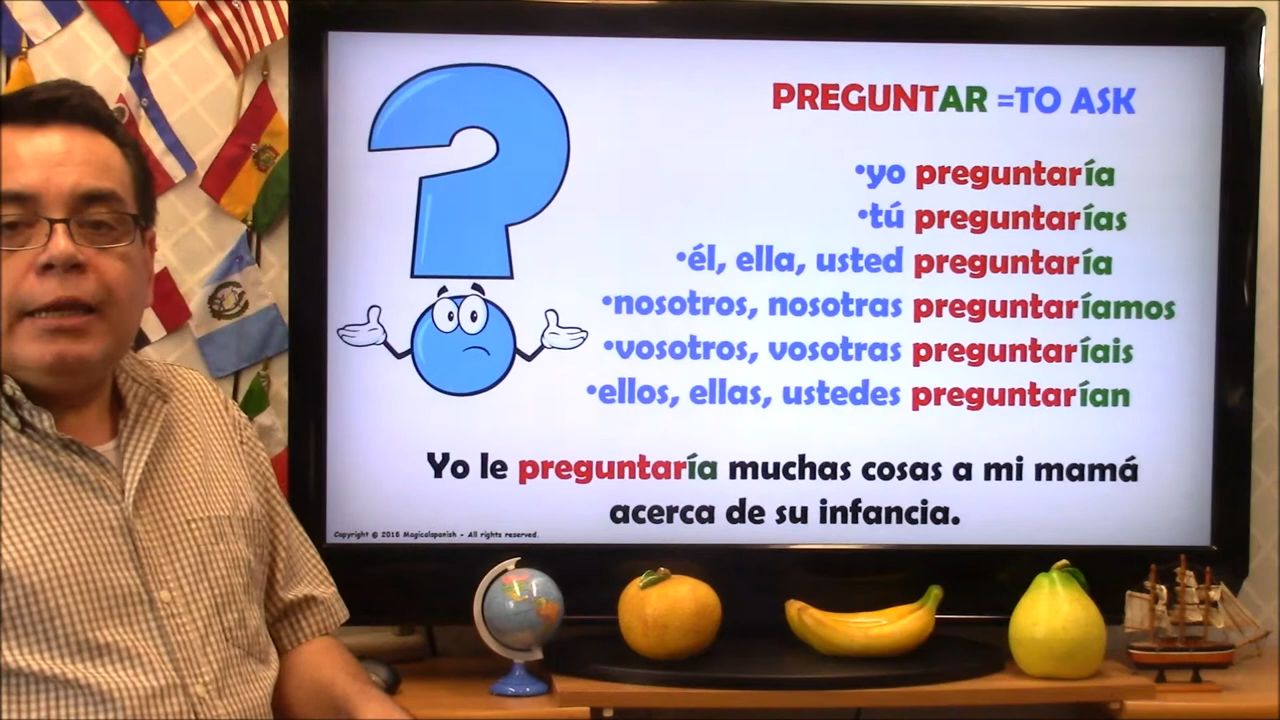 PREGUNTAR =TO ASK
•yo preguntaría
•tú preguntarías
•él, ella, usted preguntaría
•nosotros, nosotras preguntaríamos
•vosotros, vosotras preguntaríais
•ellos, ellas, ustedes preguntarían
Yo le preguntaría muchas cosas a mi mamá
acerca de su infancia.
Copyright © 2015 Magicalspanish - All rights reserved.